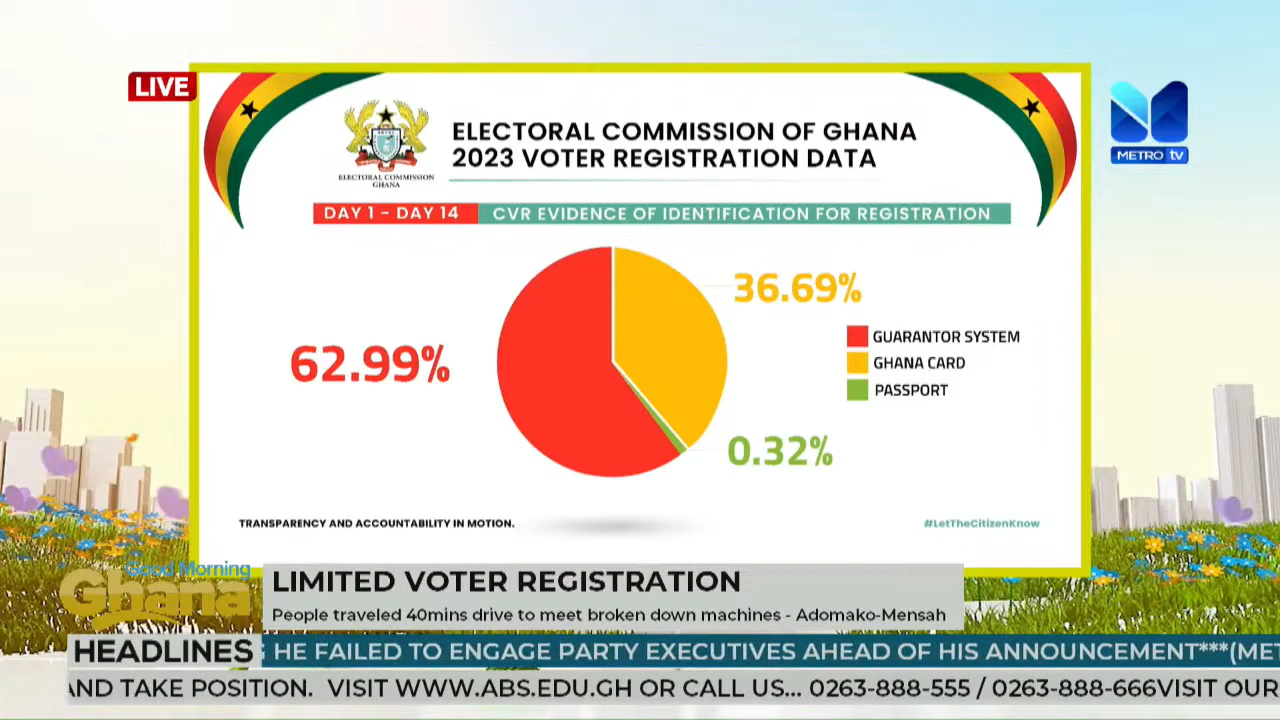 LIVE
METRO tv
ELECTORAL COMMISSION
GHANA
ELECTORAL COMMISSION OF GHANA
2023 VOTER REGISTRATION DATA
DAY 1 - DAY 14 CVR EVIDENCE OF IDENTIFICATION FOR REGISTRATION
36.69%
62.99%
GUARANTOR SYSTEM
GHANA CARD
PASSPORT
0.32%
TRANSPARENCY AND ACCOUNTABILITY IN MOTION.
#LetTheCitizenKnow
Good Morning
Ghana
LIMITED VOTER REGISTRATION
People traveled 40mins drive to meet broken down machines - Adomako-Mensah
HEADLINES
HE FAILED TO ENGAGE PARTY EXECUTIVES AHEAD OF HIS ANNOUNCEMENT***(MET
AND TAKE POSITION. VISIT WWW.ABS.EDU.GH OR CALL US... 0263-888-555 / 0263-888-666VISIT OUR